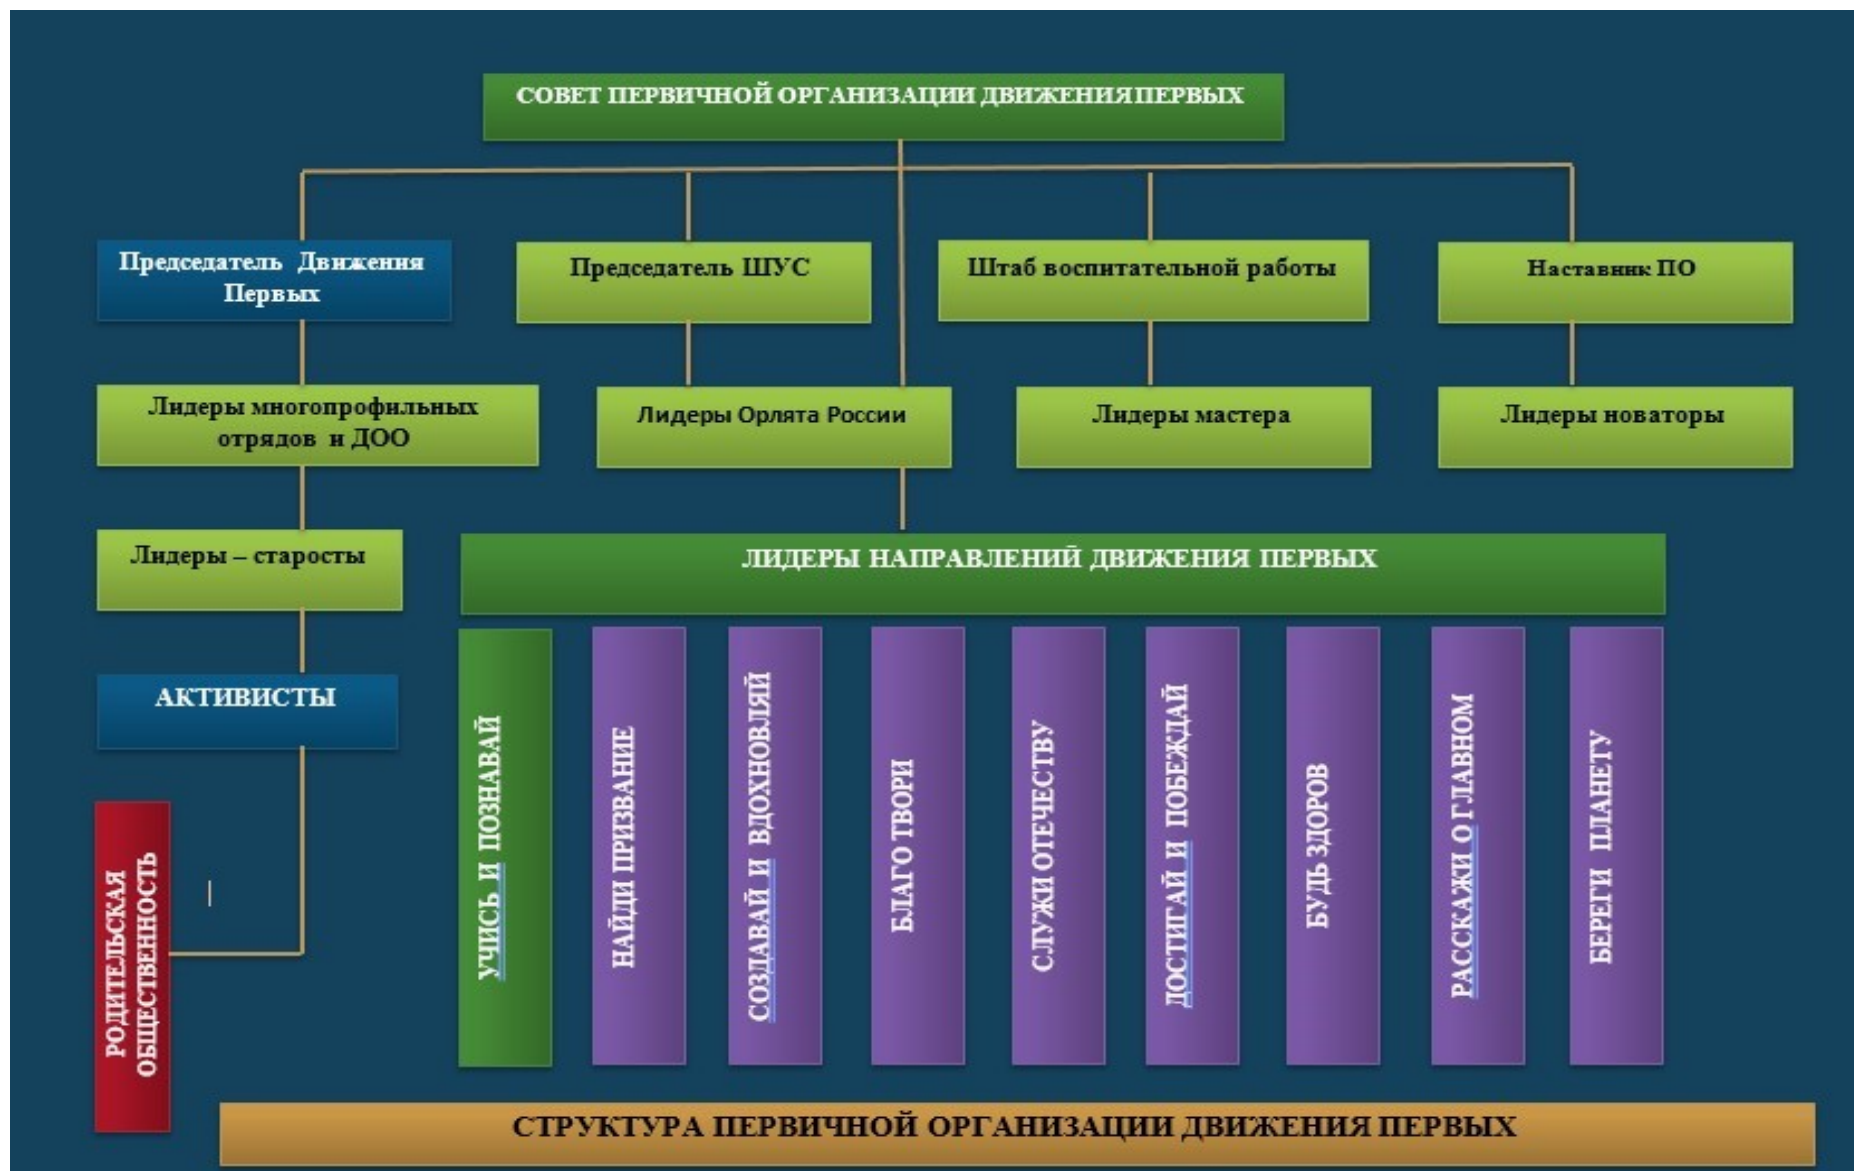 СОВЕТ ПЕРВИЧНОЙ ОРГАНИЗАЦИИ ДВИЖЕНИЯ ПЕРВЫХ
Председатель Движения
Первых
Председатель ШУС
Штаб воспитательной работы
Наставник ПО
Лидеры многопрофильных
отрядов и ДОО
Лидеры Орлята России
Лидеры мастера
Лидеры новаторы
Лидеры – старосты
ЛИДЕРЫ НАПРАВЛЕНИЙ ДВИЖЕНИЯ ПЕРВЫХ
АКТИВИСТЫ
РОДИТЕЛЬСКАЯ
ОБЩЕСТВЕННОСТЬ
УЧИСЬ И ПОЗНАВАЙ
НАЙДИ ПРИЗВАНИЕ
СОЗДАВАЙ И ВДОХНОВЛЯЙ
БЛАГО ТВОРИ
СЛУЖИ ОТЕЧЕСТВУ
ДОСТИГАЙ И ПОБЕЖДАЙ
БУДЬ ЗДОРОВ
РАССКАЖИ О ГЛАВНОМ
БЕРЕГИ ПЛАНЕТУ
СТРУКТУРА ПЕРВИЧНОЙ ОРГАНИЗАЦИИ ДВИЖЕНИЯ ПЕРВЫХ